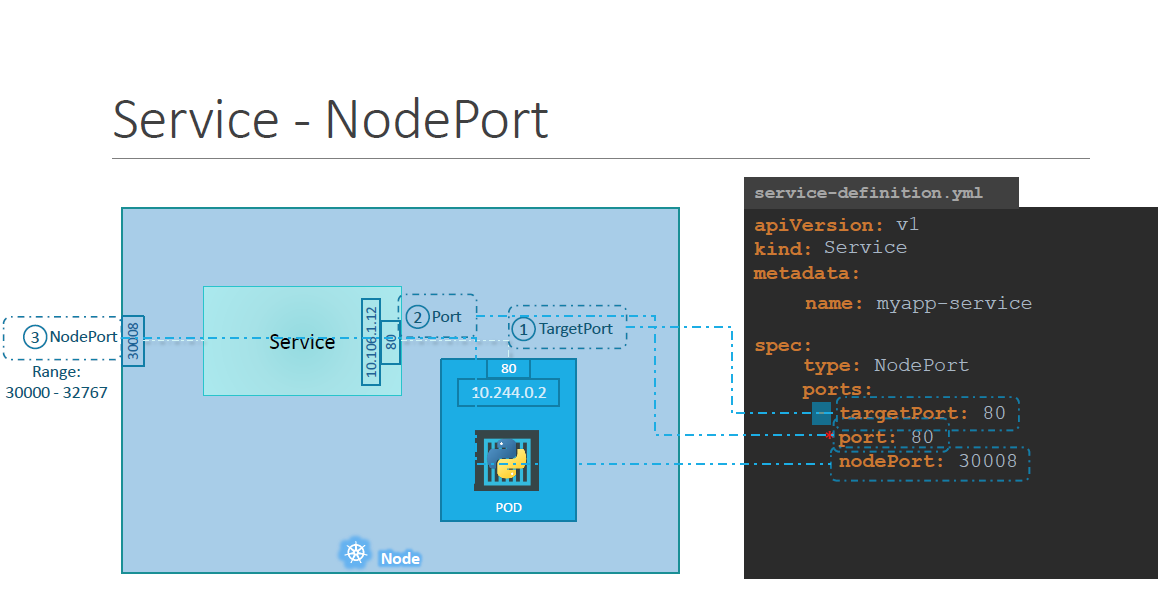 Service - NodePort
3 NodePort
Range:
30000 - 32767
30008
Service
10.106.1.12
80
2 Port
1 TargetPort
80
10.244.0.2
POD
Node
service-definition.yml
apiVersion: v1
kind: Service
metadata:
name: myapp-service
spec:
type: NodePort
ports:
targetPort: 80
* port: 80
nodePort: 30008